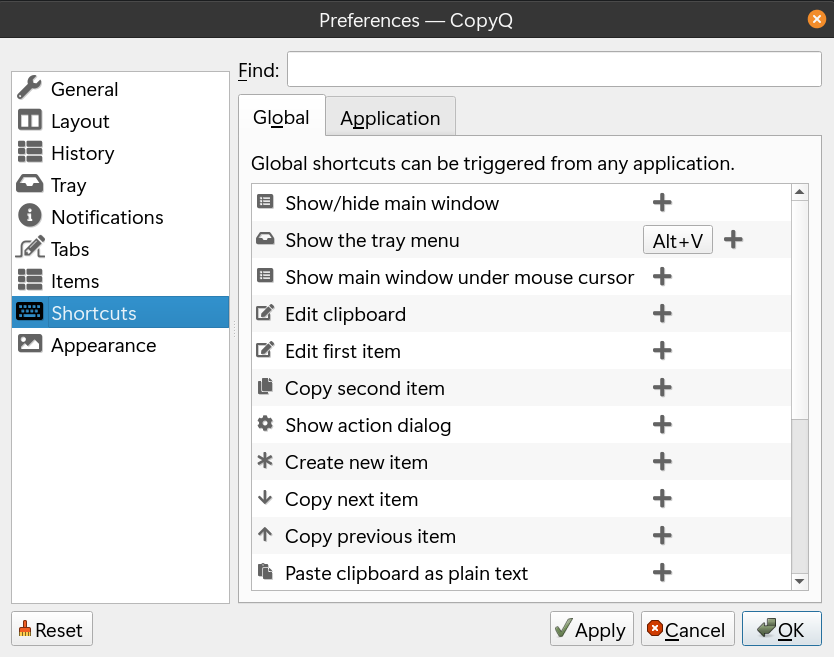 Preferences — CopyQ
General
Layout
History
Tray
Notifications
Tabs
Items
Shortcuts
Appearance
Find:
Global
Application
Global shortcuts can be triggered from any application.
Show/hide main window
Show the tray menu Alt+V
Show main window under mouse cursor
Edit clipboard
Edit first item
Copy second item
Show action dialog
Create new item
Copy next item
Copy previous item
Paste clipboard as plain text
Reset
Apply
Cancel
OK